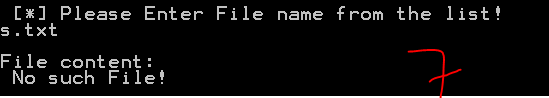 [*] Please Enter File name from the list!
s.txt
File content:
No such File!
7